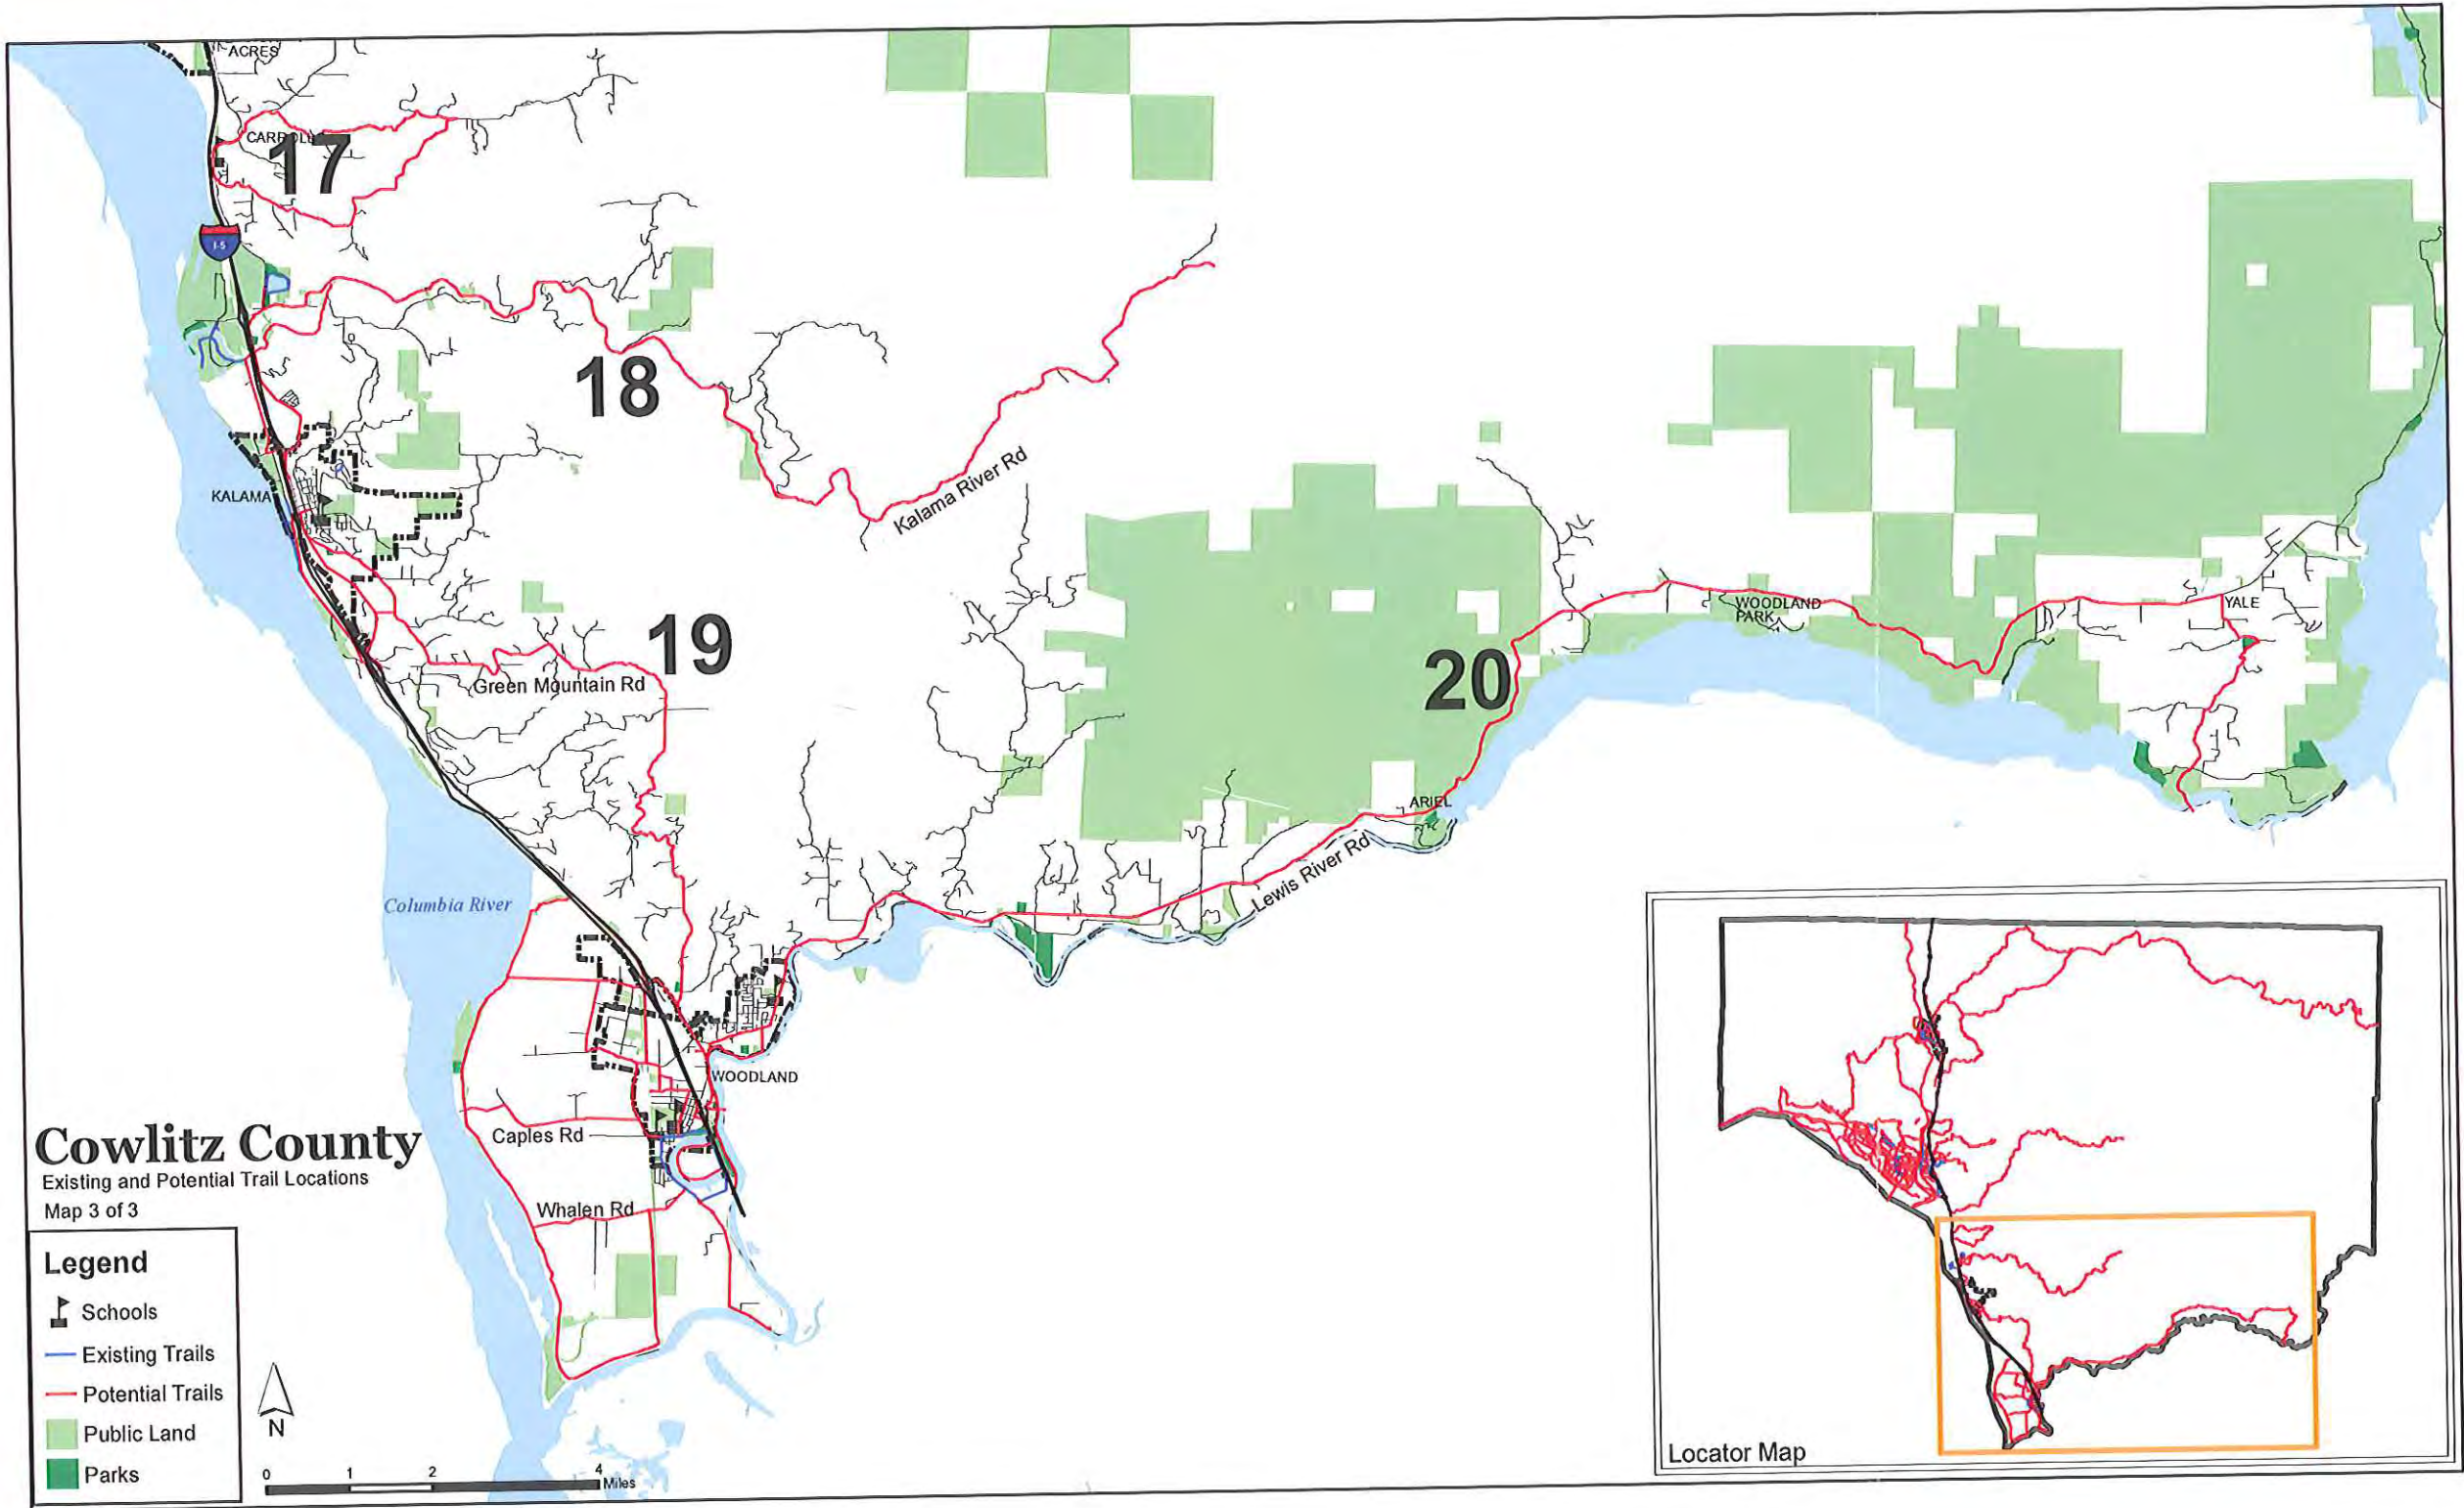 ACRES
CARROLLS
17
I-5
18
Kalama River Rd
KALAMA
19
Green Mountain Rd
20
WOODLAND
PARK
YALE
ARIEL
Lewis River Rd
Columbia River
WOODLAND
Caples Rd
Whalen Rd
Cowlitz County
Existing and Potential Trail Locations
Map 3 of 3
Legend
Schools
Existing Trails
Potential Trails
Public Land
Parks
N
0 1 2 4
Miles
Locator Map